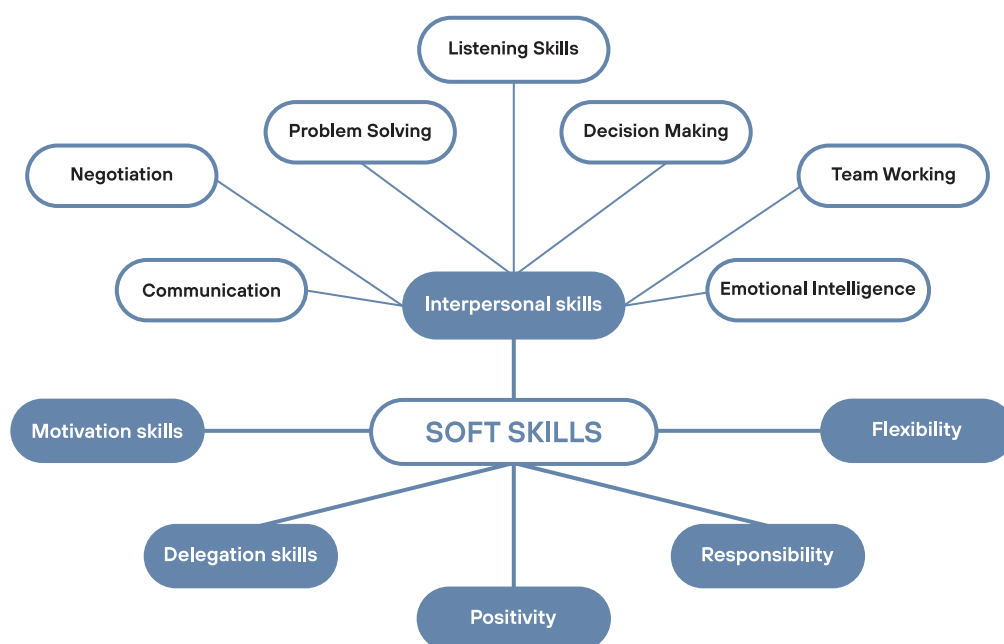 Listening Skills
Problem Solving
Decision Making
Negotiation
Team Working
Communication
Interpersonal skills
Emotional Intelligence
Motivation skills
SOFT SKILLS
Flexibility
Delegation skills
Responsibility
Positivity